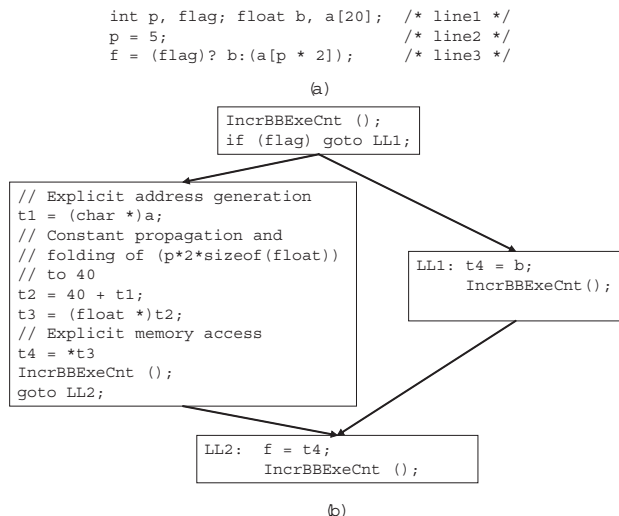 int p, flag; float b, a[20];  /* line1 */
p = 5;                        /* line2 */
f = (flag)? b:(a[p * 2]);     /* line3 */
(a)
IncrBBExeCnt ();
if (flag) goto LL1;
// Explicit address generation
t1 = (char *)a;
// Constant propagation and
// folding of (p*2*sizeof(float))
// to 40
t2 = 40 + t1;
t3 = (float *)t2;
// Explicit memory access
t4 = *t3
IncrBBExeCnt ();
goto LL2;
LL1: t4 = b;
IncrBBExeCnt();
LL2:  f = t4;
IncrBBExeCnt ();
(b)